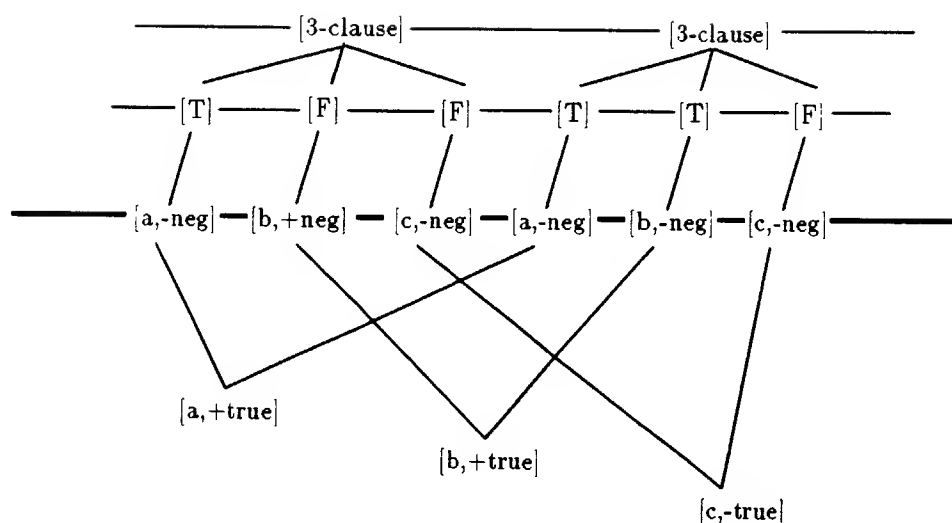 [3-clause] [3-clause]
[T] [F] [F] [T] [T] [F]
[a,-neg] [b,+neg] [c,-neg] [a,-neg] [b,-neg] [c,-neg]
[a,+true]
[b,+true]
[c,-true]